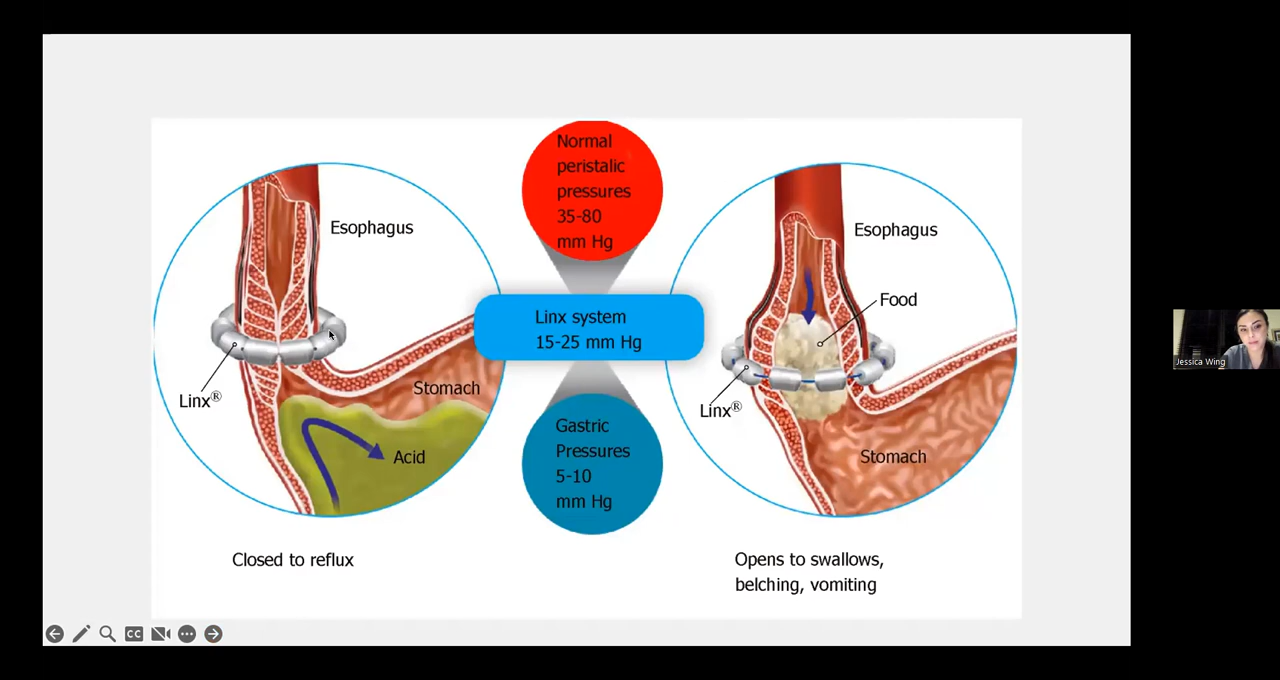 Normal
peristalic
pressures
35-80
mm Hg
Esophagus
Linx®
Stomach
Acid
Closed to reflux
Linx system
15-25 mm Hg
Gastric
Pressures
5-10
mm Hg
Esophagus
Food
Linx®
Stomach
Opens to swallows,
belching, vomiting
Jessica Wing
CC